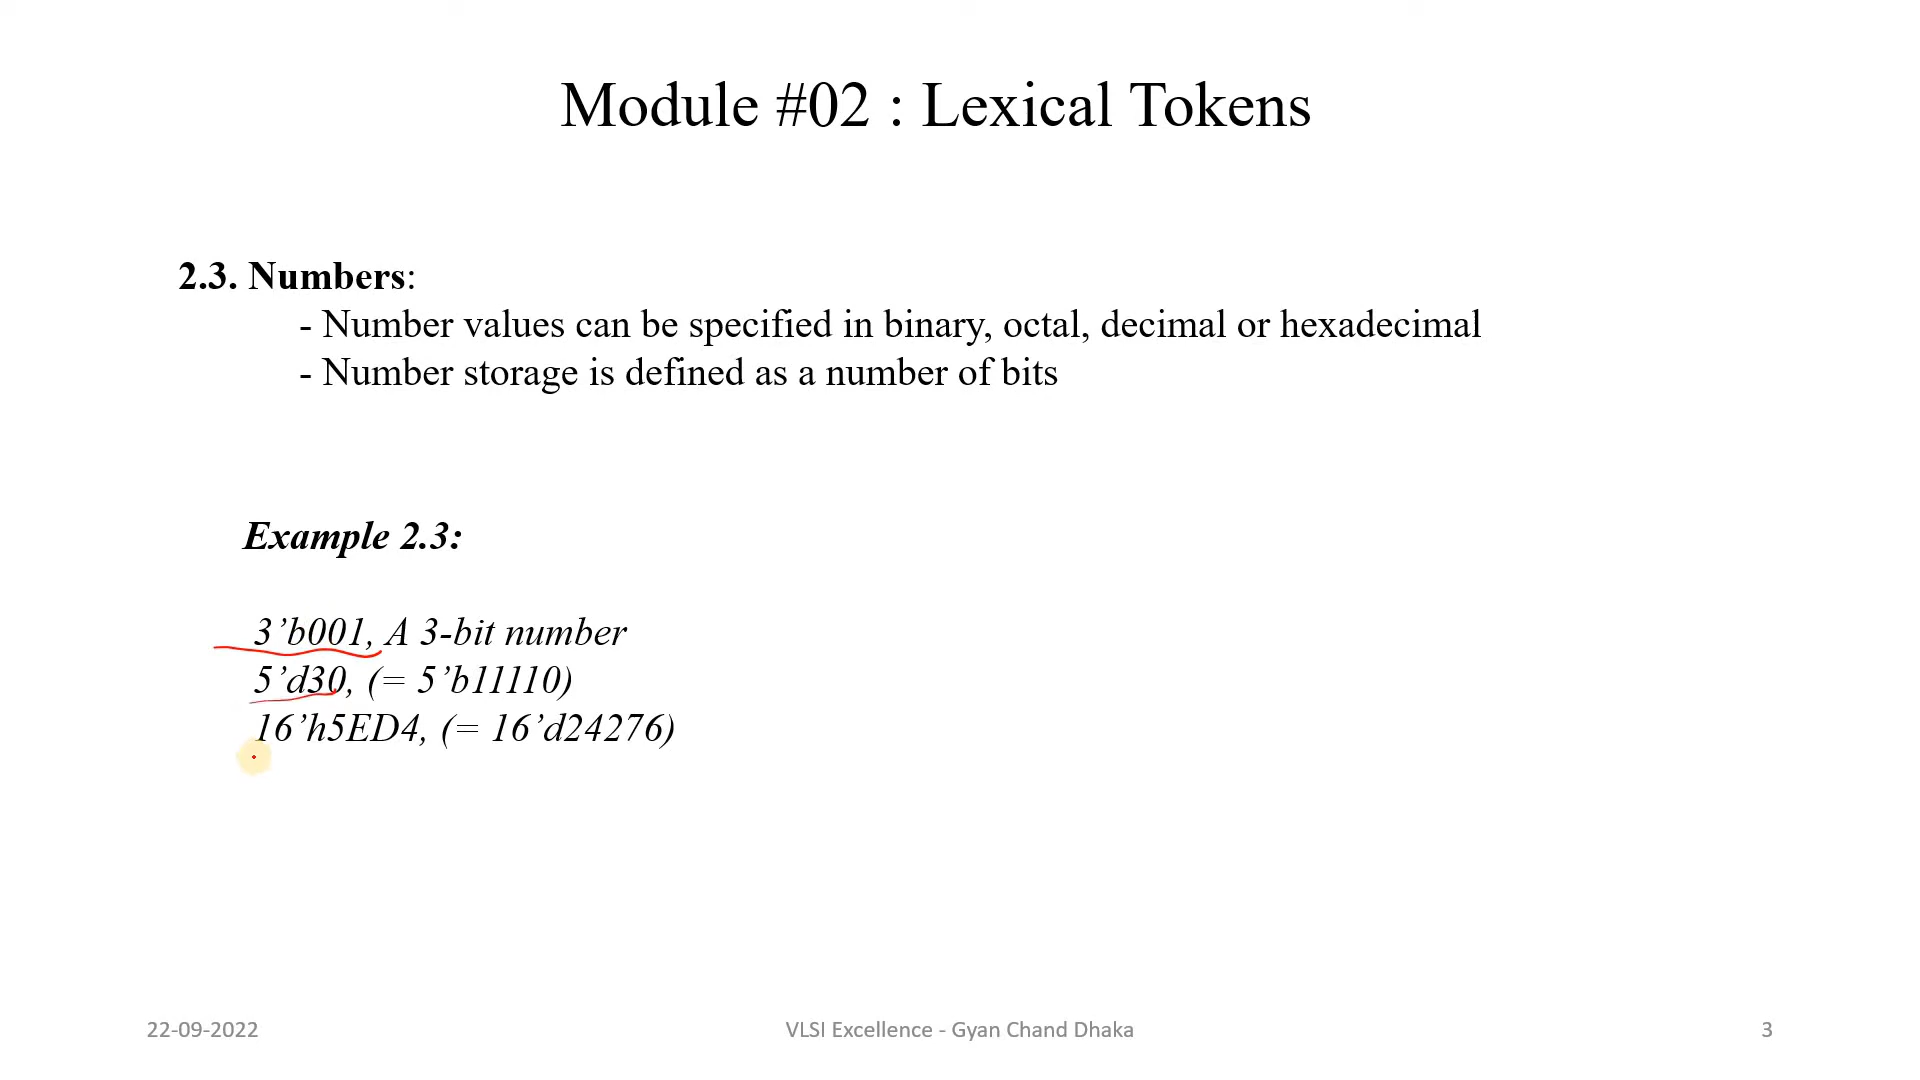 Module #02 : Lexical Tokens
2.3. Numbers:
- Number values can be specified in binary, octal, decimal or hexadecimal
- Number storage is defined as a number of bits
Example 2.3:
3’b001, A 3-bit number
5’d30, (= 5’b11110)
16’h5ED4, (= 16’d24276)
22-09-2022
VLSI Excellence - Gyan Chand Dhaka
3